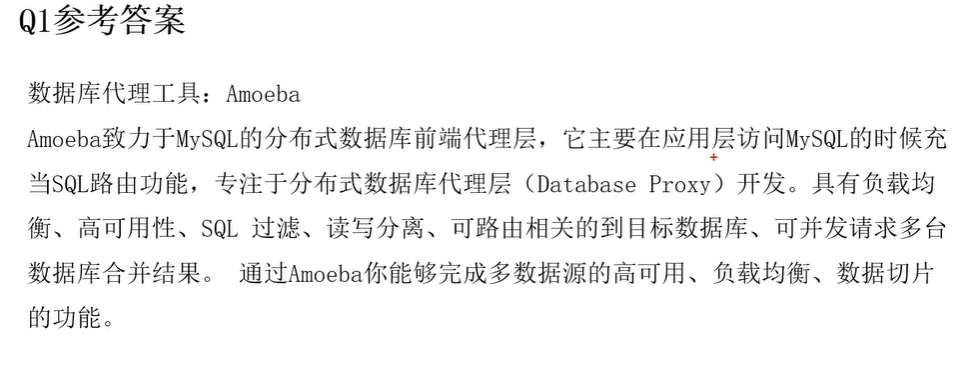 Q1参考答案
数据库代理工具：Amoeba
Amoeba致力于MySQL的分布式数据库前端代理层，它主要在应用层访问MySQL的时候充
当SQL路由功能，专注于分布式数据库代理层（Database Proxy）开发。具有负载均
衡、高可用性、SQL 过滤、读写分离、可路由相关的到目标数据库、可并发请求多台
数据库合并结果。 通过Amoeba你能够完成多数据源的高可用、负载均衡、数据切片
的功能。